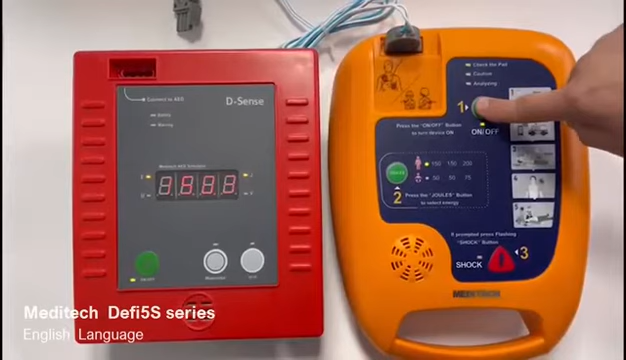 Connect to AED
D-Sense
Battery
Warning
8888
Check the Pad
Caution
Analyzing
1
ON/OFF
Press the "ON/OFF" Button
to turn device ON
150 150 200
50 50 75
2
Press the "JOULES" Button
to select energy
If prompted press Flashing
"SHOCK" Button
SHOCK
3
MEDITECH
Meditech Defi5S series
English Language